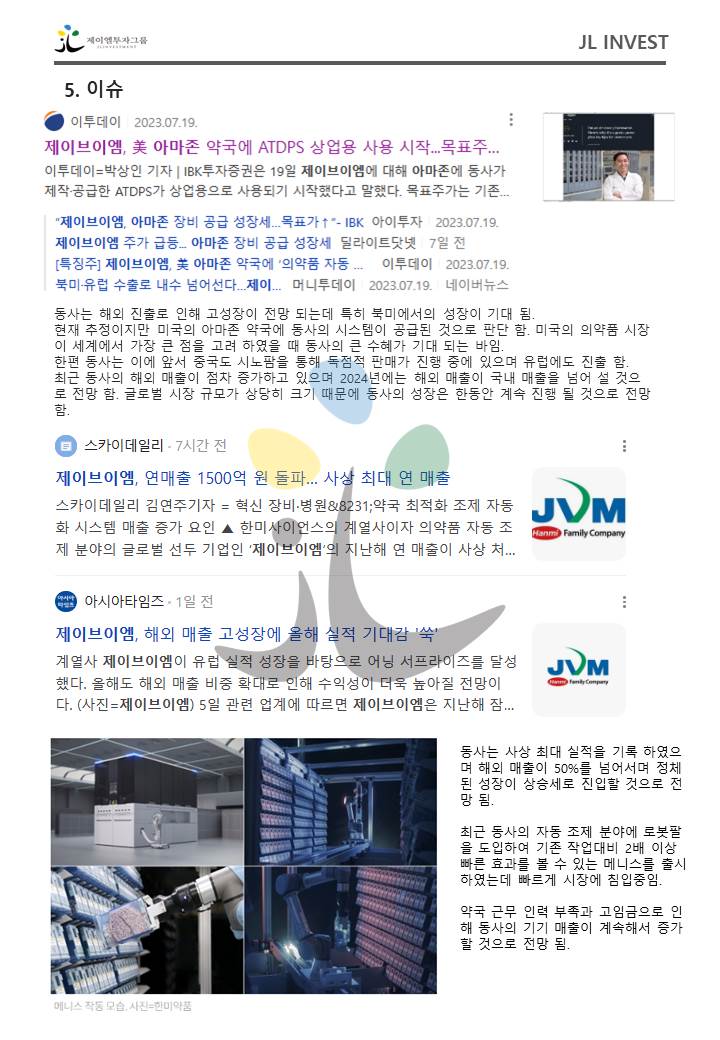 제이엘투자그룹
JL INVESTMENT
JL INVEST
5. 이슈
이투데이 2023.07.19.
제이브이엠, 美 아마존 약국에 ATDPS 상업용 사용 시작...목표주...
이투데이=박상인 기자 | IBK투자증권은 19일 제이브이엠에 대해 아마존에 동사가
제작·공급한 ATDPS가 상업용으로 사용되기 시작했다고 말했다. 목표주가는 기존...
"제이브이엠, 아마존 장비 공급 성장세...목표가↑"- IBK 아이투자 2023.07.19.
제이브이엠 주가 급등... 아마존 장비 공급 성장세 딜라이트닷넷 7일 전
[특징주] 제이브이엠, 美 아마존 약국에 '의약품 자동 ... 이투데이 2023.07.19.
북미·유럽 수출로 내수 넘어선다...제이... 머니투데이 2023.07.19. 네이버뉴스
동사는 해외 진출로 인해 고성장이 전망 되는데 특히 북미에서의 성장이 기대 됨.
현재 추정이지만 미국의 아마존 약국에 동사의 시스템이 공급된 것으로 판단 함. 미국의 의약품 시장
이 세계에서 가장 큰 점을 고려 하였을 때 동사의 큰 수혜가 기대 되는 바임.
한편 동사는 이에 앞서 중국도 시노팜을 통해 독점적 판매가 진행 중에 있으며 유럽에도 진출 함.
최근 동사의 해외 매출이 점차 증가하고 있으며 2024년에는 해외 매출이 국내 매출을 넘어 설 것으
로 전망 함. 글로벌 시장 규모가 상당히 크기 때문에 동사의 성장은 한동안 계속 진행 될 것으로 전망
함.
스카이데일리 · 7시간 전
제이브이엠, 연매출 1500억 원 돌파... 사상 최대 연 매출
스카이데일리 김연주기자 = 혁신 장비·병원&#8231;약국 최적화 조제 자동
화 시스템 매출 증가 요인 ▲ 한미사이언스의 계열사이자 의약품 자동 조
제 분야의 글로벌 선두 기업인 '제이브이엠'의 지난해 연 매출이 사상 처...
JVM
Hanmi Family Company
아시아타임즈
아시아타임즈 · 1일 전
제이브이엠, 해외 매출 고성장에 올해 실적 기대감 '쑥'
계열사 제이브이엠이 유럽 실적 성장을 바탕으로 어닝 서프라이즈를 달성
했다. 올해도 해외 매출 비중 확대로 인해 수익성이 더욱 높아질 전망이
다. (사진=제이브이엠) 5일 관련 업계에 따르면 제이브이엠은 지난해 잠...
JVM
Hanmi Family Company
동사는 사상 최대 실적을 기록 하였으
며 해외 매출이 50%를 넘어서며 정체
된 성장이 상승세로 진입할 것으로 전
망 됨.
최근 동사의 자동 조제 분야에 로봇팔
을 도입하여 기존 작업대비 2배 이상
빠른 효과를 볼 수 있는 메니스를 출시
하였는데 빠르게 시장에 침입중임.
약국 근무 인력 부족과 고임금으로 인
해 동사의 기기 매출이 계속해서 증가
할 것으로 전망 됨.
메니스 작동 모습. 사진=한미약품